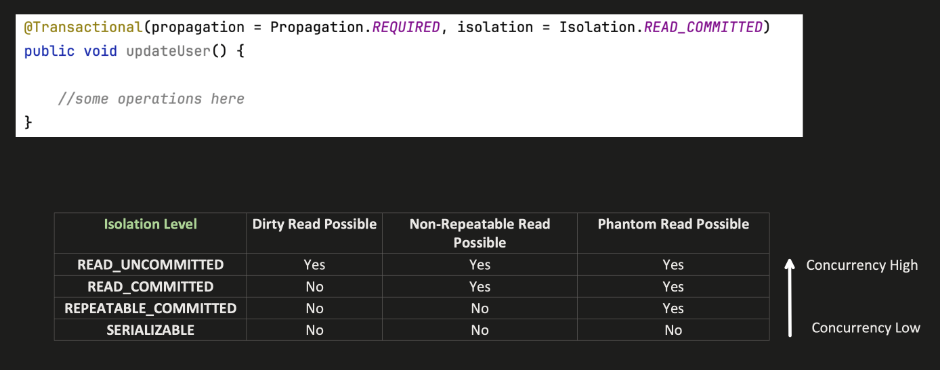 @Transactional(propagation = Propagation.REQUIRED, isolation = Isolation.READ_COMMITTED)
public void updateUser() {
//some operations here
}
Isolation Level Dirty Read Possible Non-Repeatable Read Possible Phantom Read Possible
READ_UNCOMMITTED Yes Yes Yes
READ_COMMITTED No Yes Yes
REPEATABLE_COMMITTED No No Yes
SERIALIZABLE No No No
Concurrency High
Concurrency Low